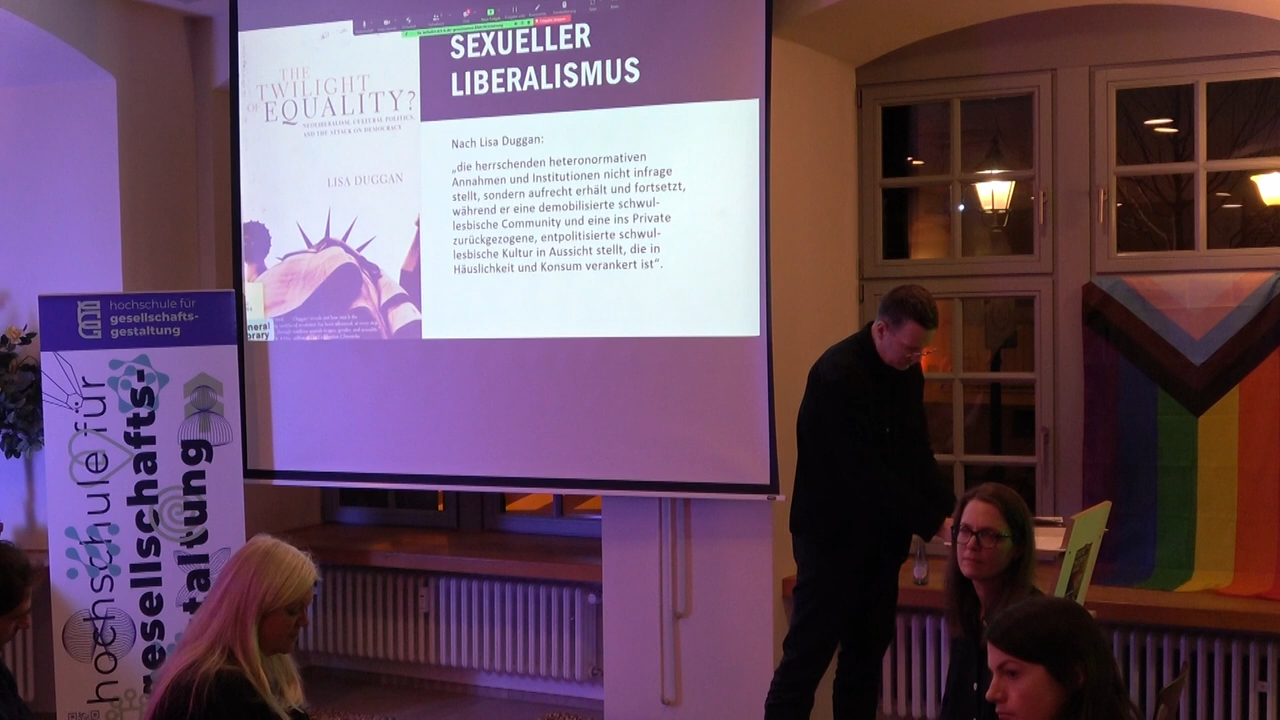 SEXUELLER
LIBERALISMUS
THE
TWILIGHT
OF EQUALITY?
NEOLIBERALISM, CULTURAL POLITICS,
AND THE ATTACK ON DEMOCRACY
LISA DUGGAN
Nach Lisa Duggan:
„die herrschenden heteronormativen
Annahmen und Institutionen nicht infrage
stellt, sondern aufrecht erhält und fortsetzt,
während er eine demobilisierte schwul-
lesbische Community und eine ins Private
zurückgezogene, entpolitisierte schwul-
lesbische Kultur in Aussicht stellt, die in
Häuslichkeit und Konsum verankert ist“.
hochschule für
gesellschafts-
gestaltung
hochschule für
gesellschafts-
taltung